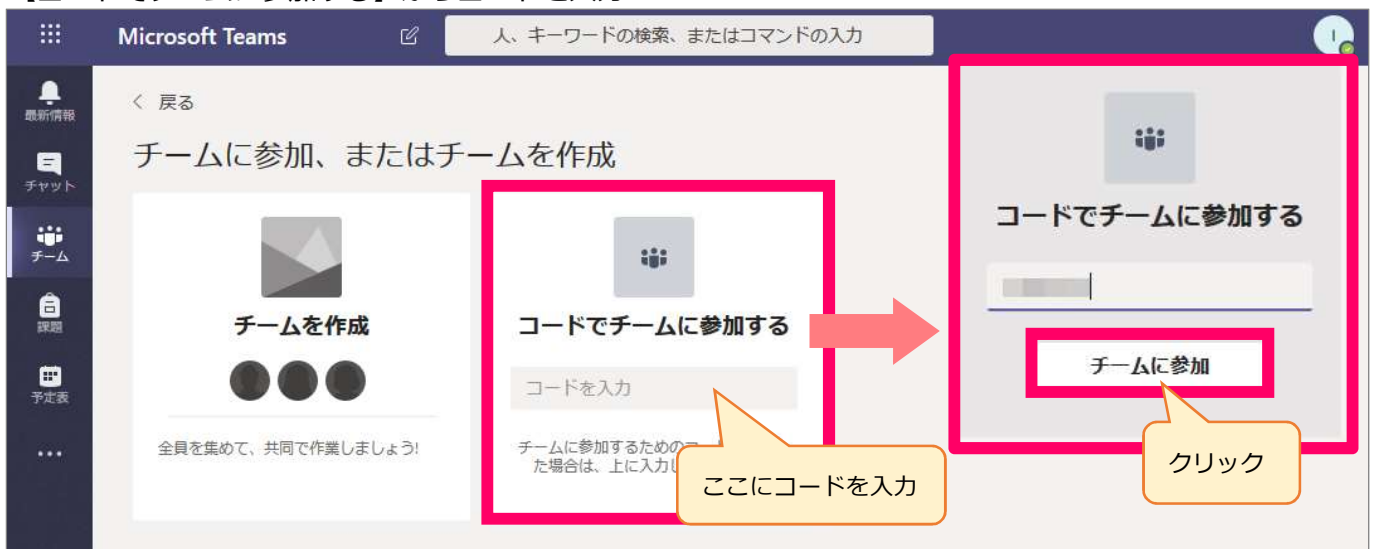 Microsoft Teams
人、キーワードの検索、またはコマンドの入力
I
最新情報
チャット
チーム
課題
予定表
戻る
チームに参加、またはチームを作成
チームを作成
全員を集めて、共同で作業しましょう!
コードでチームに参加する
コードを入力
チームに参加するための
た場合は、上に入力し
ここにコードを入力
コードでチームに参加する
チームに参加
クリック